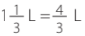 1 1/3 L = 4/3 L